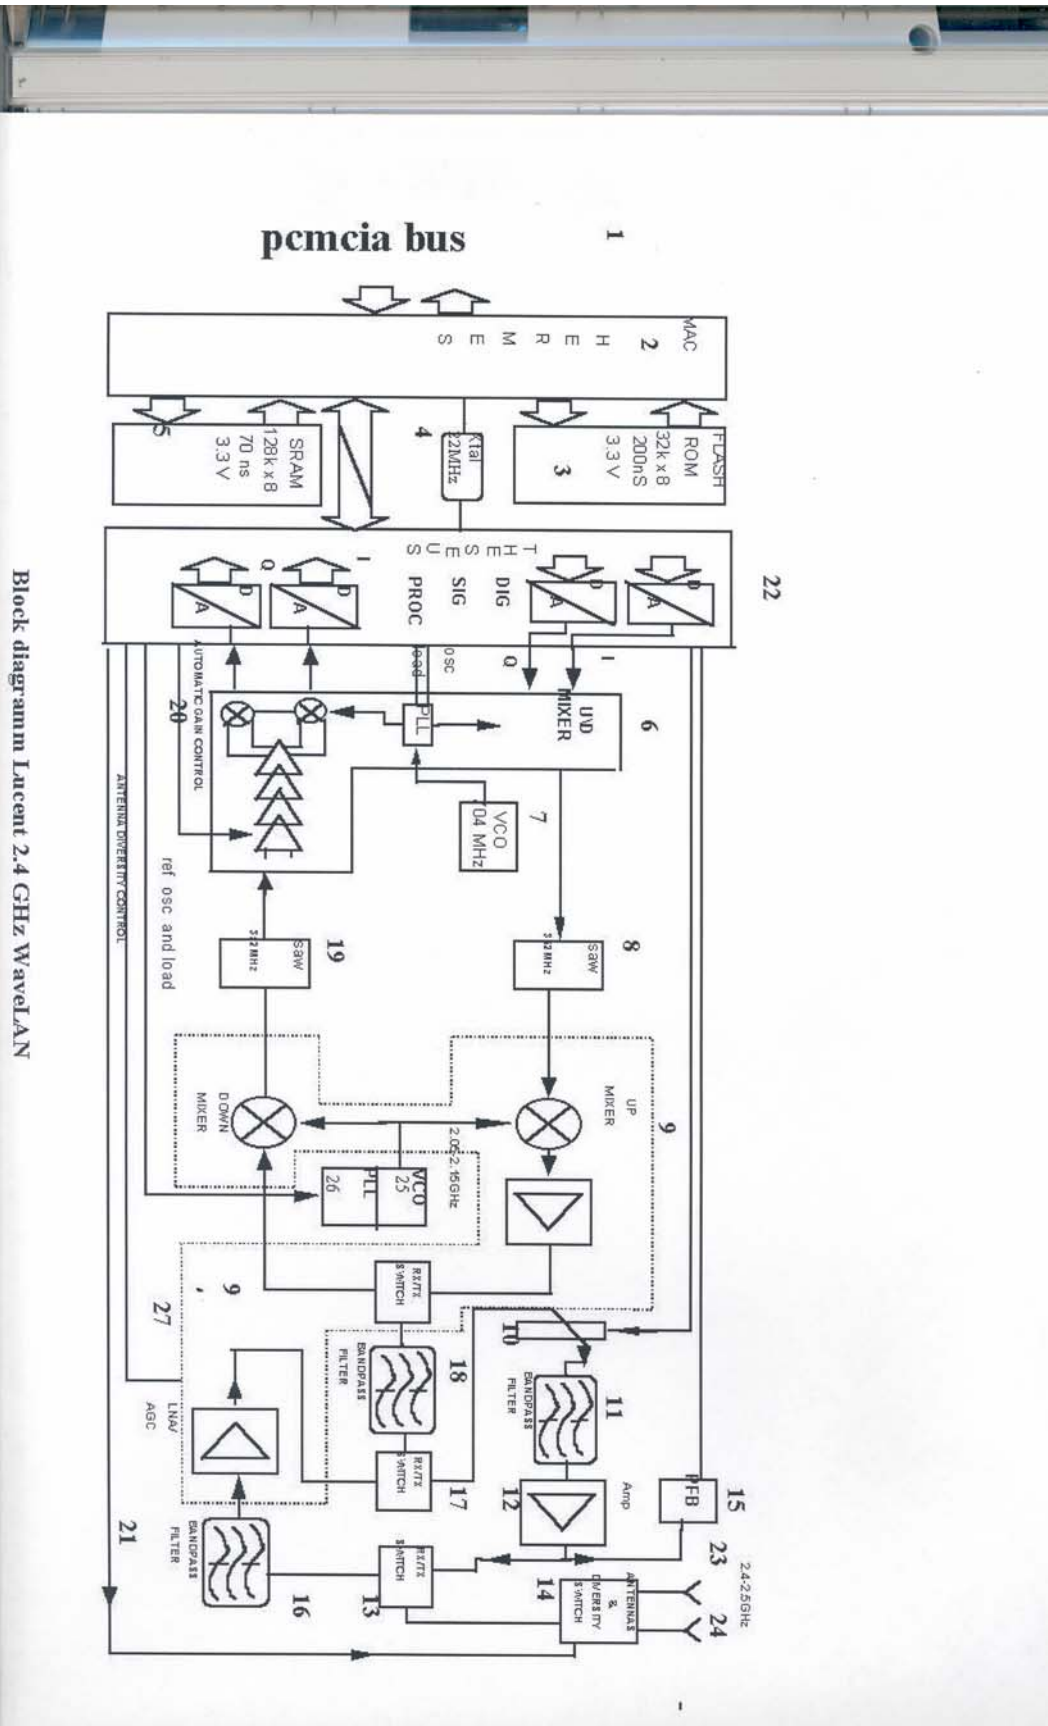 pcmcia bus
1
MAC
2
H E R M E S
FLASH
ROM
32k x 8
200nS
3.3 V
3
4
Xtal
22MHz
SRAM
128k x 8
70 ns
3.3 V
5
22
THESEUS
DIG
SIG
PROC
D
A
D
A
I
D
A
Q
D
A
I
Q
osc
load
6
U\D
MIXER
PLL
7
VCO
AUTOMATIC GAIN CONTROL
20
ANTENNA DIVERSITY CONTROL
ref osc and load
8
saw
19
saw
UP
MIXER
9
DOWN
MIXER
2.05-2.15GHz
VCO
25
PLL
26
RX/TX
SWITCH
9
27
10
11
BANDPASS
FILTER
18
BANDPASS
FILTER
LNA/
AGC
Amp
12
RX/TX
SWITCH
17
15
PFB
BANDPASS
FILTER
16
RX/TX
SWITCH
13
14
ANTENNAS
&
DIVERSITY
SWITCH
23
24
2.4-2.5GHz
21
Block diagramm Lucent 2.4 GHz WaveLAN